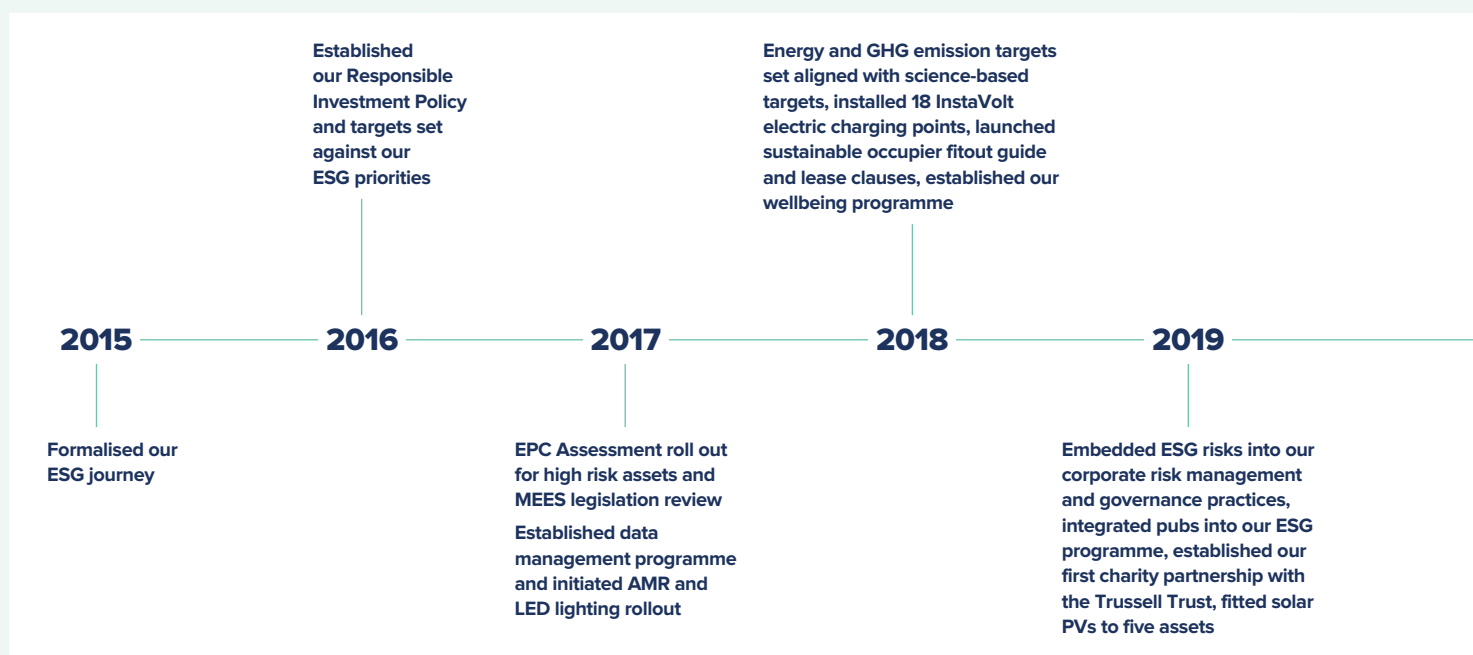 Established
our Responsible
Investment Policy
and targets set
against our
ESG priorities
Energy and GHG emission targets
set aligned with science-based
targets, installed 18 InstaVolt
electric charging points, launched
sustainable occupier fitout guide
and lease clauses, established our
wellbeing programme
2015
2016
2017
2018
2019
Formalised our
ESG journey
EPC Assessment roll out
for high risk assets and
MEES legislation review
Established data
management programme
and initiated AMR and
LED lighting rollout
Embedded ESG risks into our
corporate risk management
and governance practices,
integrated pubs into our ESG
programme, established our
first charity partnership with
the Trussell Trust, fitted solar
PVs to five assets